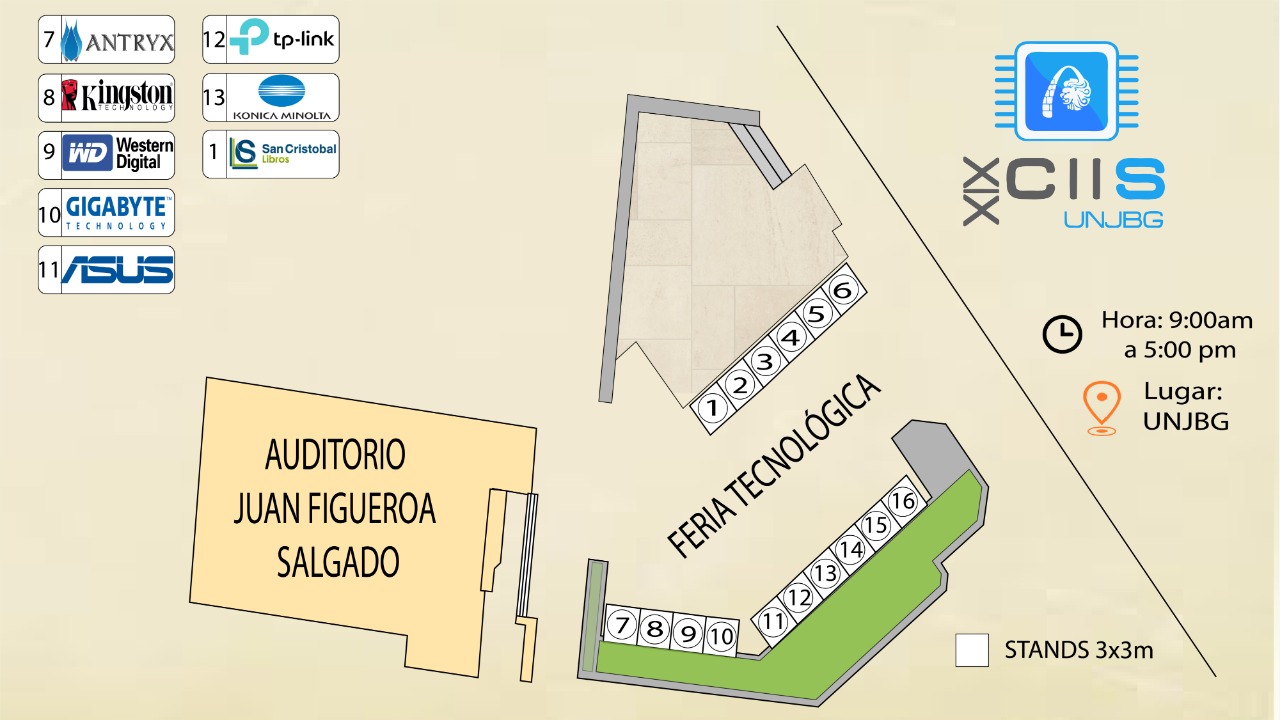 7 ANTRYX
8 Kingston
TECHNOLOGY
9 WD Western
Digital
10 GIGABYTE™
TECHNOLOGY
11 ASUS
12 tp-link
13 KONICA MINOLTA
1 LS San Cristobal
Libros
XXIX CIIS
UNJBG
Hora: 9:00am
a 5:00 pm
Lugar:
UNJBG
1 2 3 4 5 6
FERIA TECNOLÓGICA
AUDITORIO
JUAN FIGUEROA
SALGADO
7 8 9 10
11 12 13 14 15 16
STANDS 3x3m